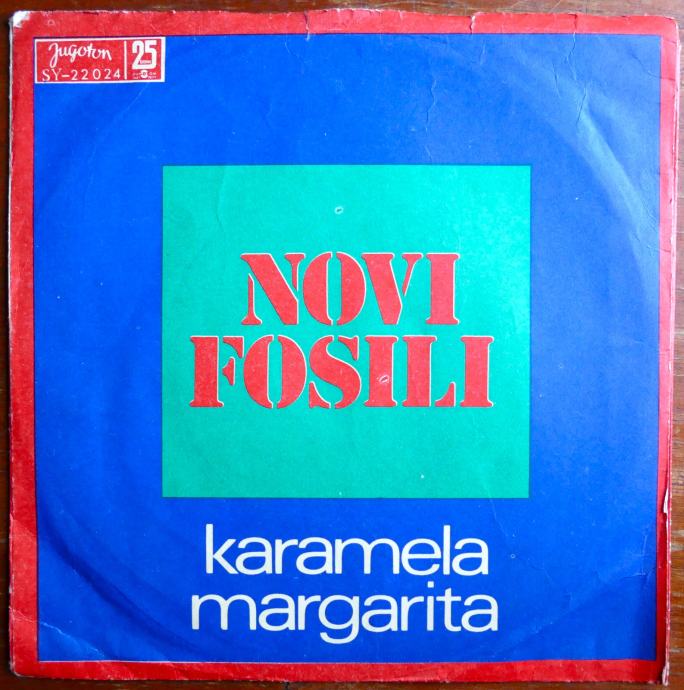 Jugoton
25
SY-22024
NOVI
FOSILI
karamela
margarita